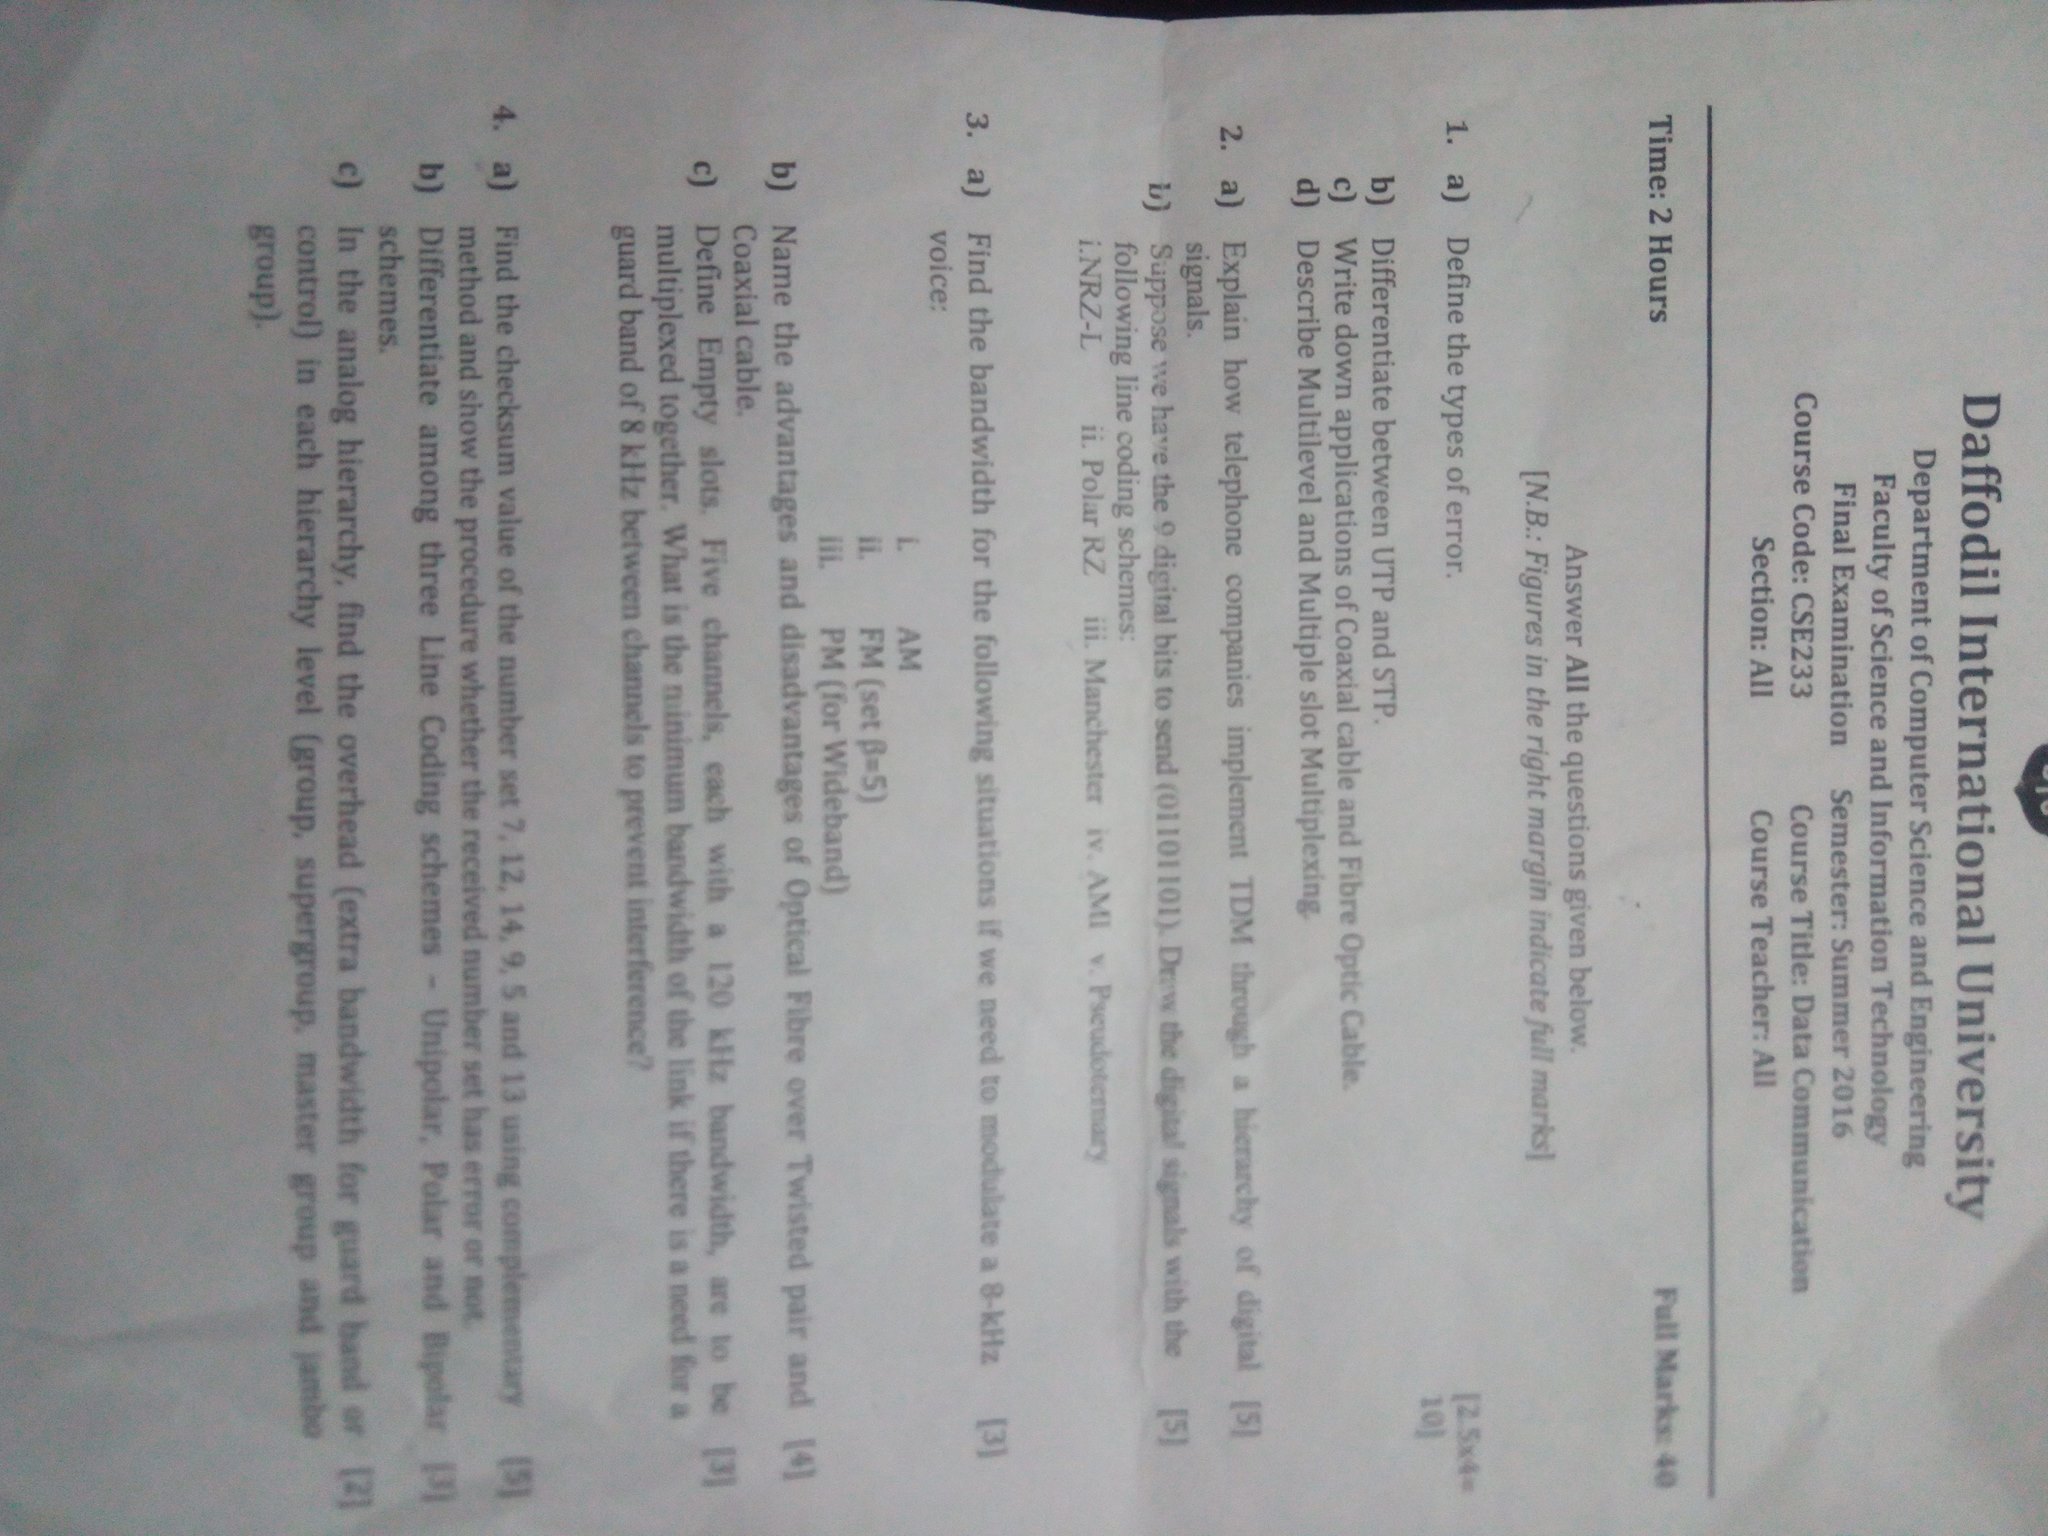 Daffodil International University
Department of Computer Science and Engineering
Faculty of Science and Information Technology
Final Examination Semester: Summer 2016
Course Code: CSE233 Course Title: Data Communication
Section: All Course Teacher: All
Time: 2 Hours Full Marks: 40
Answer All the questions given below.
[N.B.: Figures in the right margin indicate full marks]
1. a) Define the types of error. [2.5x4=
10]
b) Differentiate between UTP and STP.
c) Write down applications of Coaxial cable and Fibre Optic Cable.
d) Describe Multilevel and Multiple slot Multiplexing.
2. a) Explain how telephone companies implement TDM through a hierarchy of digital [5]
signals.
b) Suppose we have the 9 digital bits to send (01101101). Draw the digital signals with the [5]
following line coding schemes:
i.NRZ-L ii. Polar RZ iii. Manchester iv. AMI v. Pseudoternary
3. a) Find the bandwidth for the following situations if we need to modulate a 8-kHz [3]
voice:
i. AM
ii. FM (set β=5)
iii. PM (for Wideband)
b) Name the advantages and disadvantages of Optical Fibre over Twisted pair and [4]
Coaxial cable.
c) Define Empty slots. Five channels, each with a 120 kHz bandwidth, are to be [3]
multiplexed together. What is the minimum bandwidth of the link if there is a need for a
guard band of 8 kHz between channels to prevent interference?
4. a) Find the checksum value of the number set 7, 12, 14, 9, 5 and 13 using complementary [5]
method and show the procedure whether the received number set has error or not.
b) Differentiate among three Line Coding schemes – Unipolar, Polar and Bipolar [3]
schemes.
c) In the analog hierarchy, find the overhead (extra bandwidth for guard band or [2]
control) in each hierarchy level (group, supergroup, master group and jambo
group).